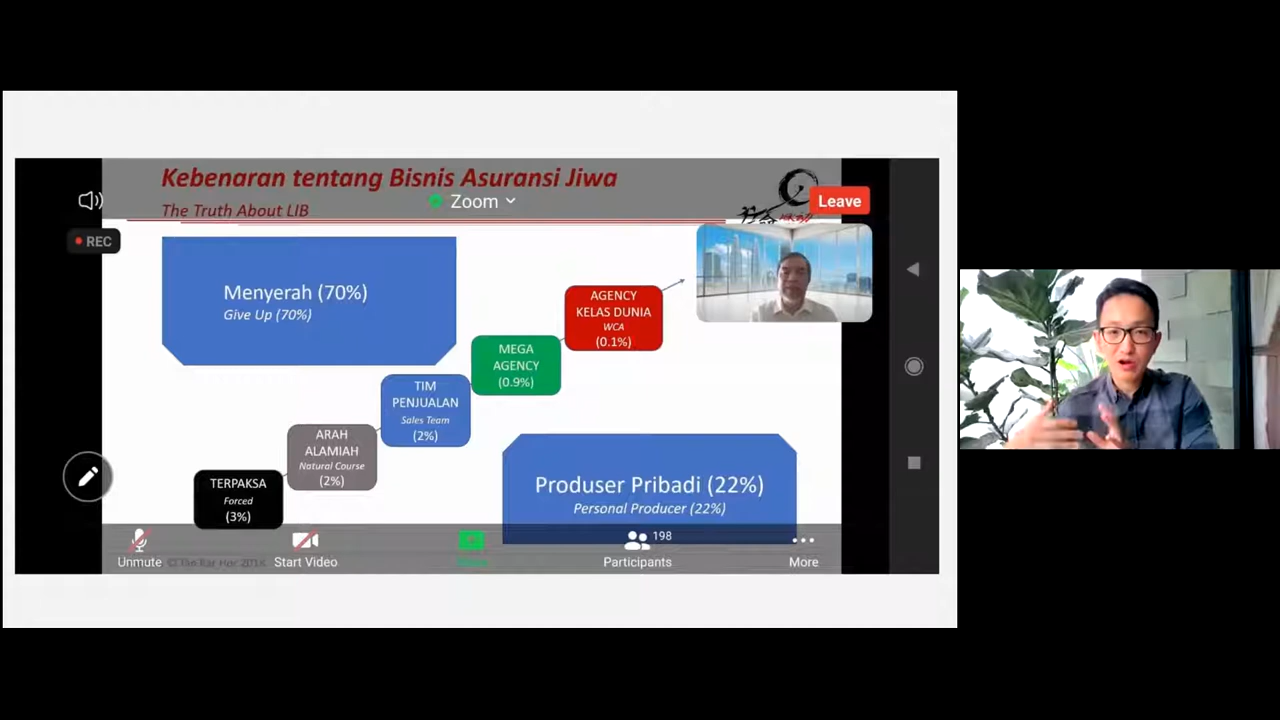 Kebenaran tentang Bisnis Asuransi Jiwa
The Truth About LIB
Zoom
Leave
REC
Menyerah (70%)
Give Up (70%)
AGENCY
KELAS DUNIA
WCA
(0.1%)
MEGA
AGENCY
(0.9%)
TIM
PENJUALAN
Sales Team
(2%)
ARAH
ALAMIAH
Natural Course
(2%)
TERPAKSA
Forced
(3%)
Produser Pribadi (22%)
Personal Producer (22%)
198
Unmute
Start Video
Participants
More